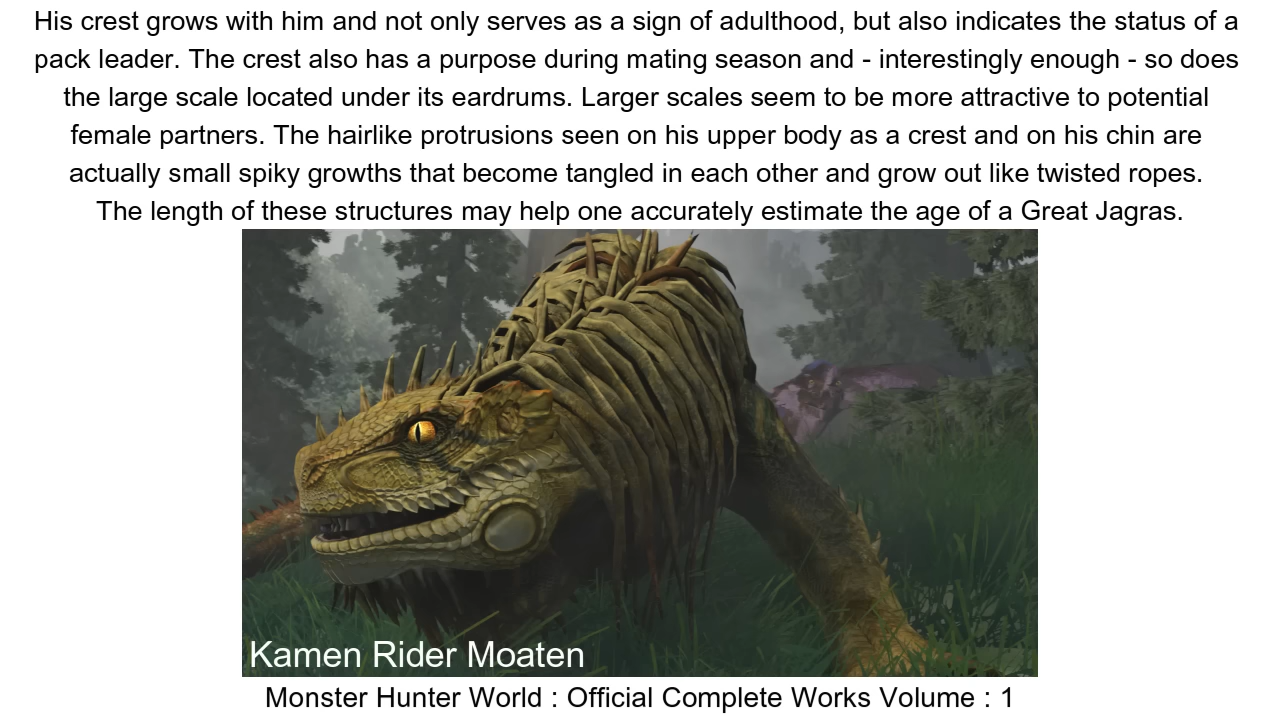 His crest grows with him and not only serves as a sign of adulthood, but also indicates the status of a
pack leader. The crest also has a purpose during mating season and - interestingly enough - so does
the large scale located under its eardrums. Larger scales seem to be more attractive to potential
female partners. The hairlike protrusions seen on his upper body as a crest and on his chin are
actually small spiky growths that become tangled in each other and grow out like twisted ropes.
The length of these structures may help one accurately estimate the age of a Great Jagras.
Kamen Rider Moaten
Monster Hunter World : Official Complete Works Volume : 1